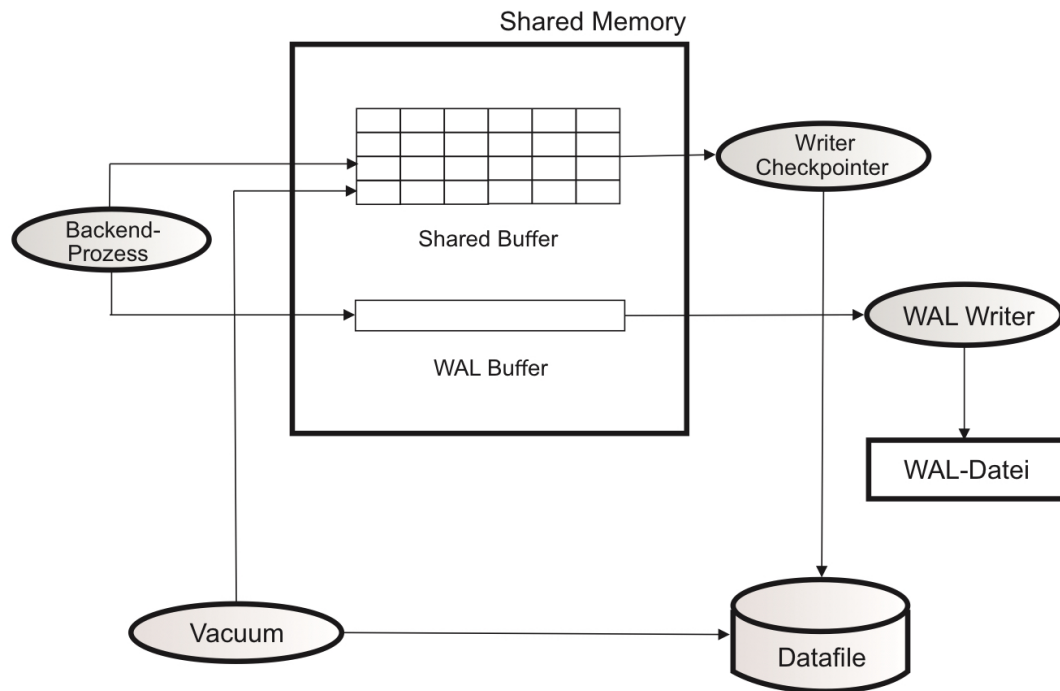 Shared Memory
Writer
Checkpointer
Backend-
Prozess
Shared Buffer
WAL Writer
WAL Buffer
WAL-Datei
Vacuum
Datafile